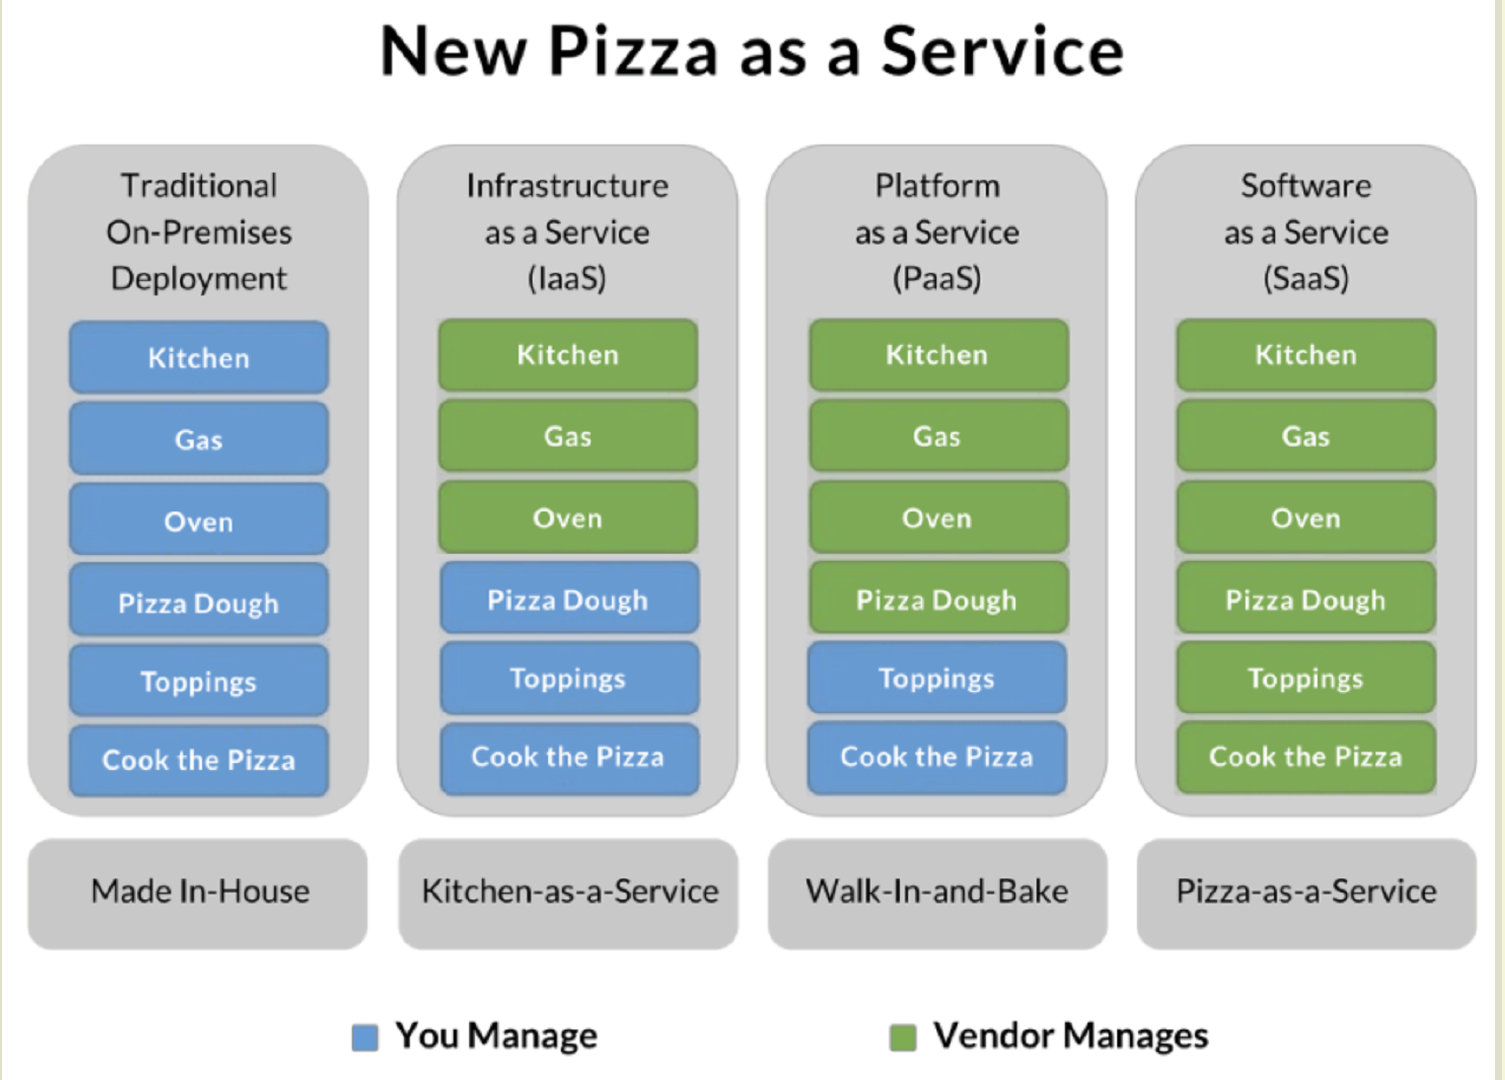 New Pizza as a Service
Traditional
On-Premises
Deployment
Kitchen
Gas
Oven
Pizza Dough
Toppings
Cook the Pizza
Made In-House
Infrastructure
as a Service
(IaaS)
Kitchen
Gas
Oven
Pizza Dough
Toppings
Cook the Pizza
Kitchen-as-a-Service
Platform
as a Service
(PaaS)
Kitchen
Gas
Oven
Pizza Dough
Toppings
Cook the Pizza
Walk-In-and-Bake
Software
as a Service
(SaaS)
Kitchen
Gas
Oven
Pizza Dough
Toppings
Cook the Pizza
Pizza-as-a-Service
You Manage
Vendor Manages